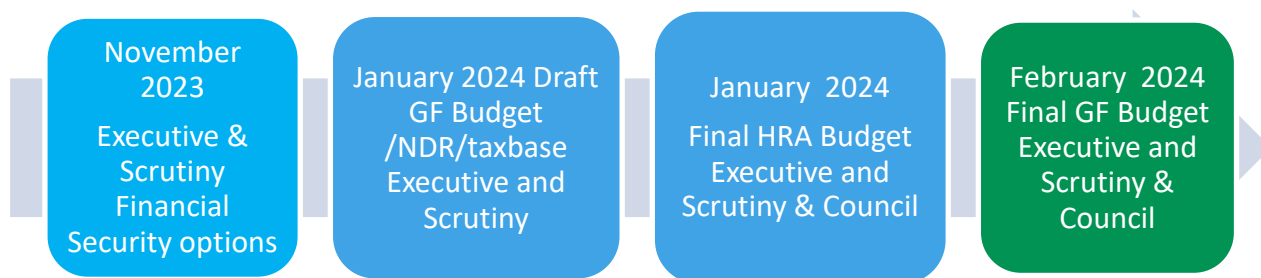 November
2023
Executive &
Scrutiny
Financial
Security options
January 2024 Draft
GF Budget
/NDR/taxbase
Executive and
Scrutiny
January  2024
Final HRA Budget
Executive and
Scrutiny & Council
February  2024
Final GF Budget
Executive and
Scrutiny &
Council